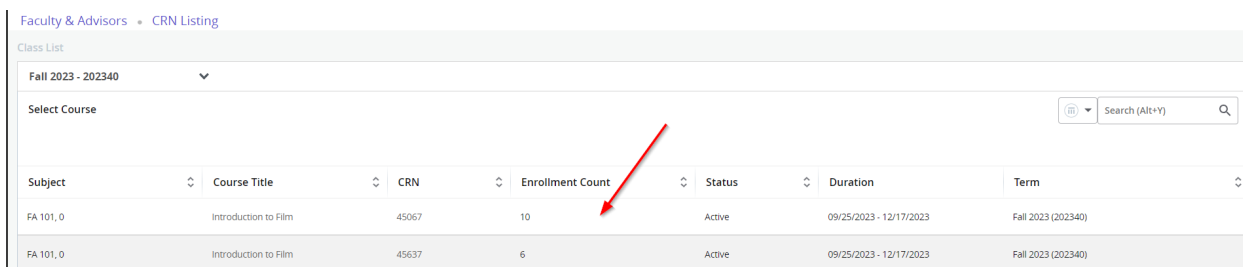 Faculty & Advisors • CRN Listing
Class List
Fall 2023 - 202340
Select Course
Search (Alt+Y)
Subject Course Title CRN Enrollment Count Status Duration Term
FA 101, 0 Introduction to Film 45067 10 Active 09/25/2023 - 12/17/2023 Fall 2023 (202340)
FA 101, 0 Introduction to Film 45637 6 Active 09/25/2023 - 12/17/2023 Fall 2023 (202340)